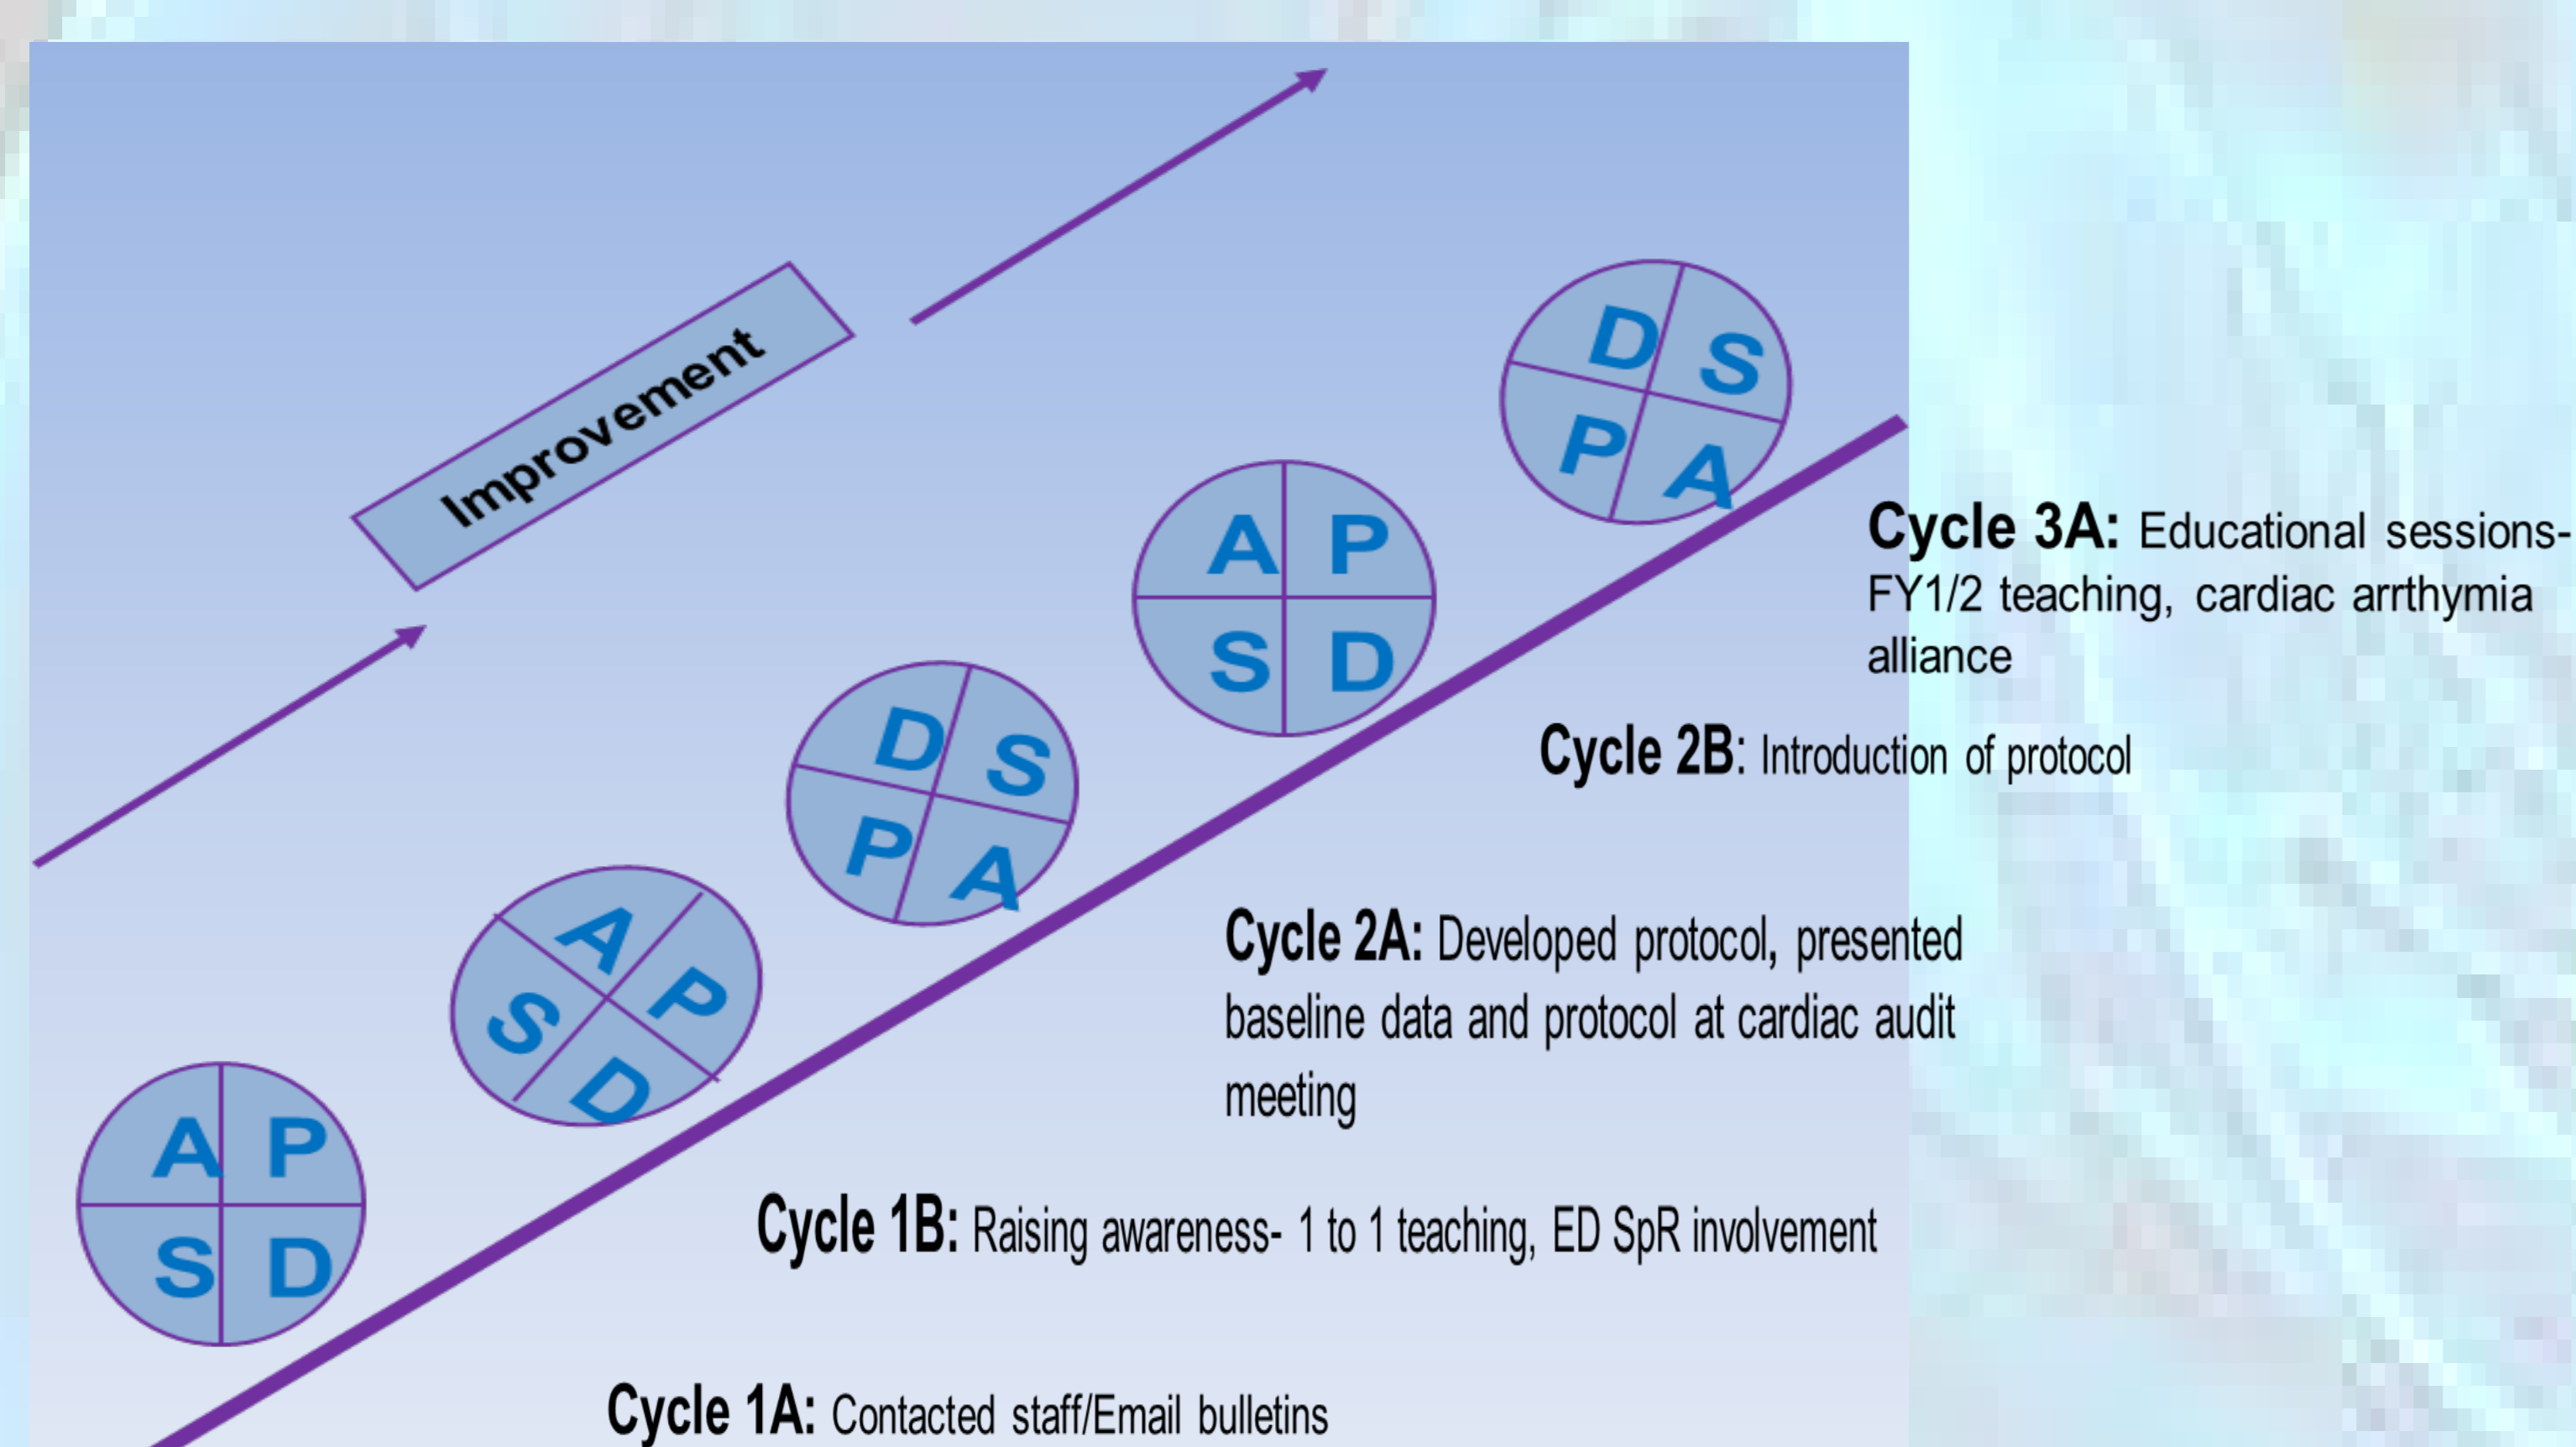 Improvement
D S
P A
A P
S D
D S
P A
A P
S D
A P
S D
Cycle 3A: Educational sessions-
FY1/2 teaching, cardiac arrthymia
alliance
Cycle 2B: Introduction of protocol
Cycle 2A: Developed protocol, presented
baseline data and protocol at cardiac audit
meeting
Cycle 1B: Raising awareness- 1 to 1 teaching, ED SpR involvement
Cycle 1A: Contacted staff/Email bulletins